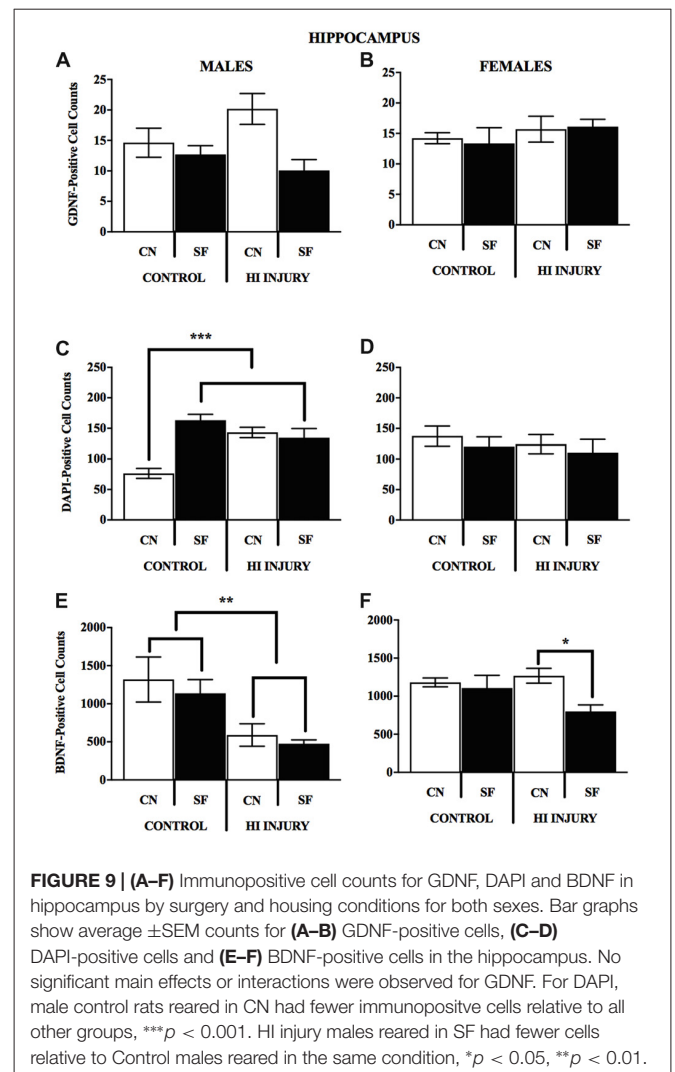 HIPPOCAMPUS
A
MALES
B
FEMALES
GDNF-Positive Cell Counts
25
20
15
10
5
0
CN SF CN SF
CONTROL HI INJURY
25
20
15
10
5
0
CN SF CN SF
CONTROL HI INJURY
C
***
DAPI-Positive Cell Counts
250
200
150
100
50
0
CN SF CN SF
CONTROL HI INJURY
D
250
200
150
100
50
0
CN SF CN SF
CONTROL HI INJURY
E
**
BDNF-Positive Cell Counts
2000
1500
1000
500
0
CN SF CN SF
CONTROL HI INJURY
F
*
2000
1500
1000
500
0
CN SF CN SF
CONTROL HI INJURY
FIGURE 9 | (A–F) Immunopositive cell counts for GDNF, DAPI and BDNF in
hippocampus by surgery and housing conditions for both sexes. Bar graphs
show average ±SEM counts for (A–B) GDNF-positive cells, (C–D)
DAPI-positive cells and (E–F) BDNF-positive cells in the hippocampus. No
significant main effects or interactions were observed for GDNF. For DAPI,
male control rats reared in CN had fewer immunopositve cells relative to all
other groups, ***p < 0.001. HI injury males reared in SF had fewer cells
relative to Control males reared in the same condition, *p < 0.05, **p < 0.01.